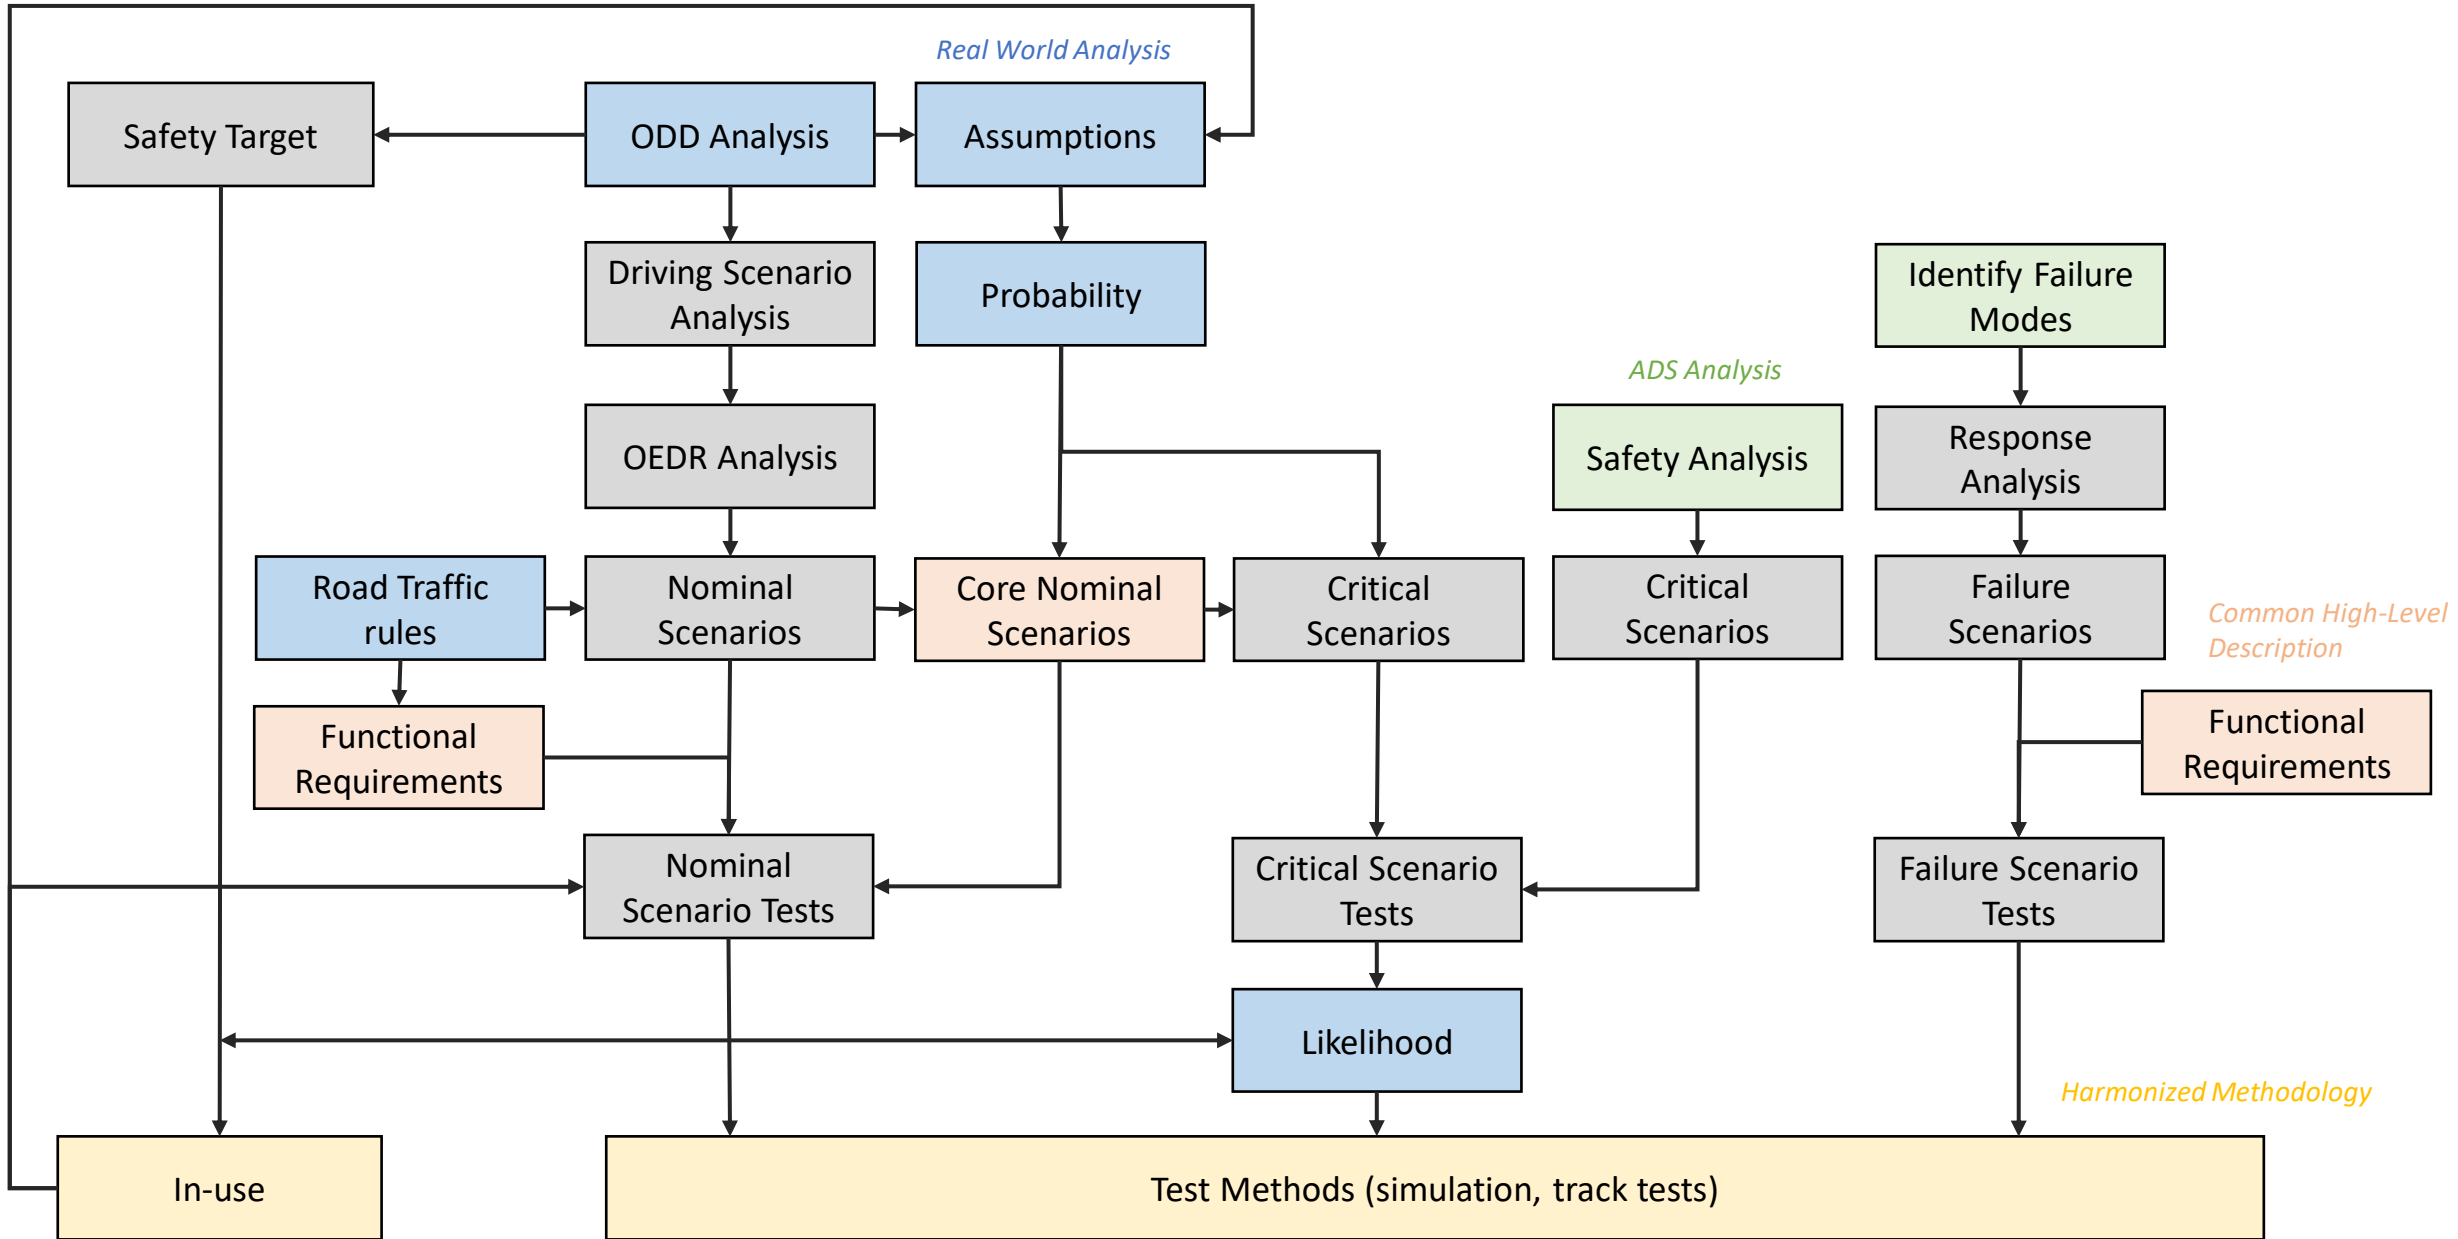 Real World Analysis
Safety Target
ODD Analysis
Assumptions
Driving Scenario
Analysis
Probability
Identify Failure
Modes
ADS Analysis
OEDR Analysis
Safety Analysis
Response
Analysis
Road Traffic
rules
Nominal
Scenarios
Core Nominal
Scenarios
Critical
Scenarios
Critical
Scenarios
Failure
Scenarios
Common High-Level
Description
Functional
Requirements
Functional
Requirements
Nominal
Scenario Tests
Critical Scenario
Tests
Failure Scenario
Tests
Likelihood
Harmonized Methodology
In-use
Test Methods (simulation, track tests)